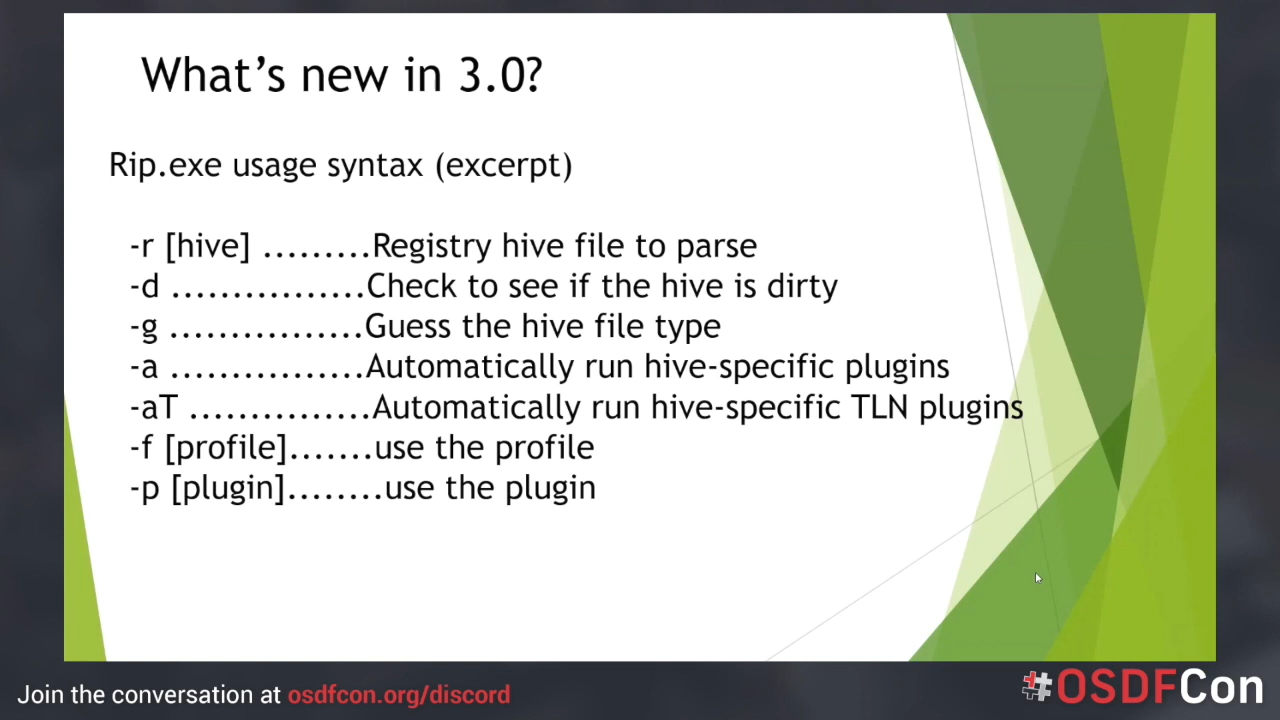 What’s new in 3.0?
Rip.exe usage syntax (excerpt)
-r [hive] .........Registry hive file to parse
-d ................Check to see if the hive is dirty
-g ................Guess the hive file type
-a ................Automatically run hive-specific plugins
-aT ...............Automatically run hive-specific TLN plugins
-f [profile].......use the profile
-p [plugin]........use the plugin
Join the conversation at osdfcon.org/discord
#OSDFCon